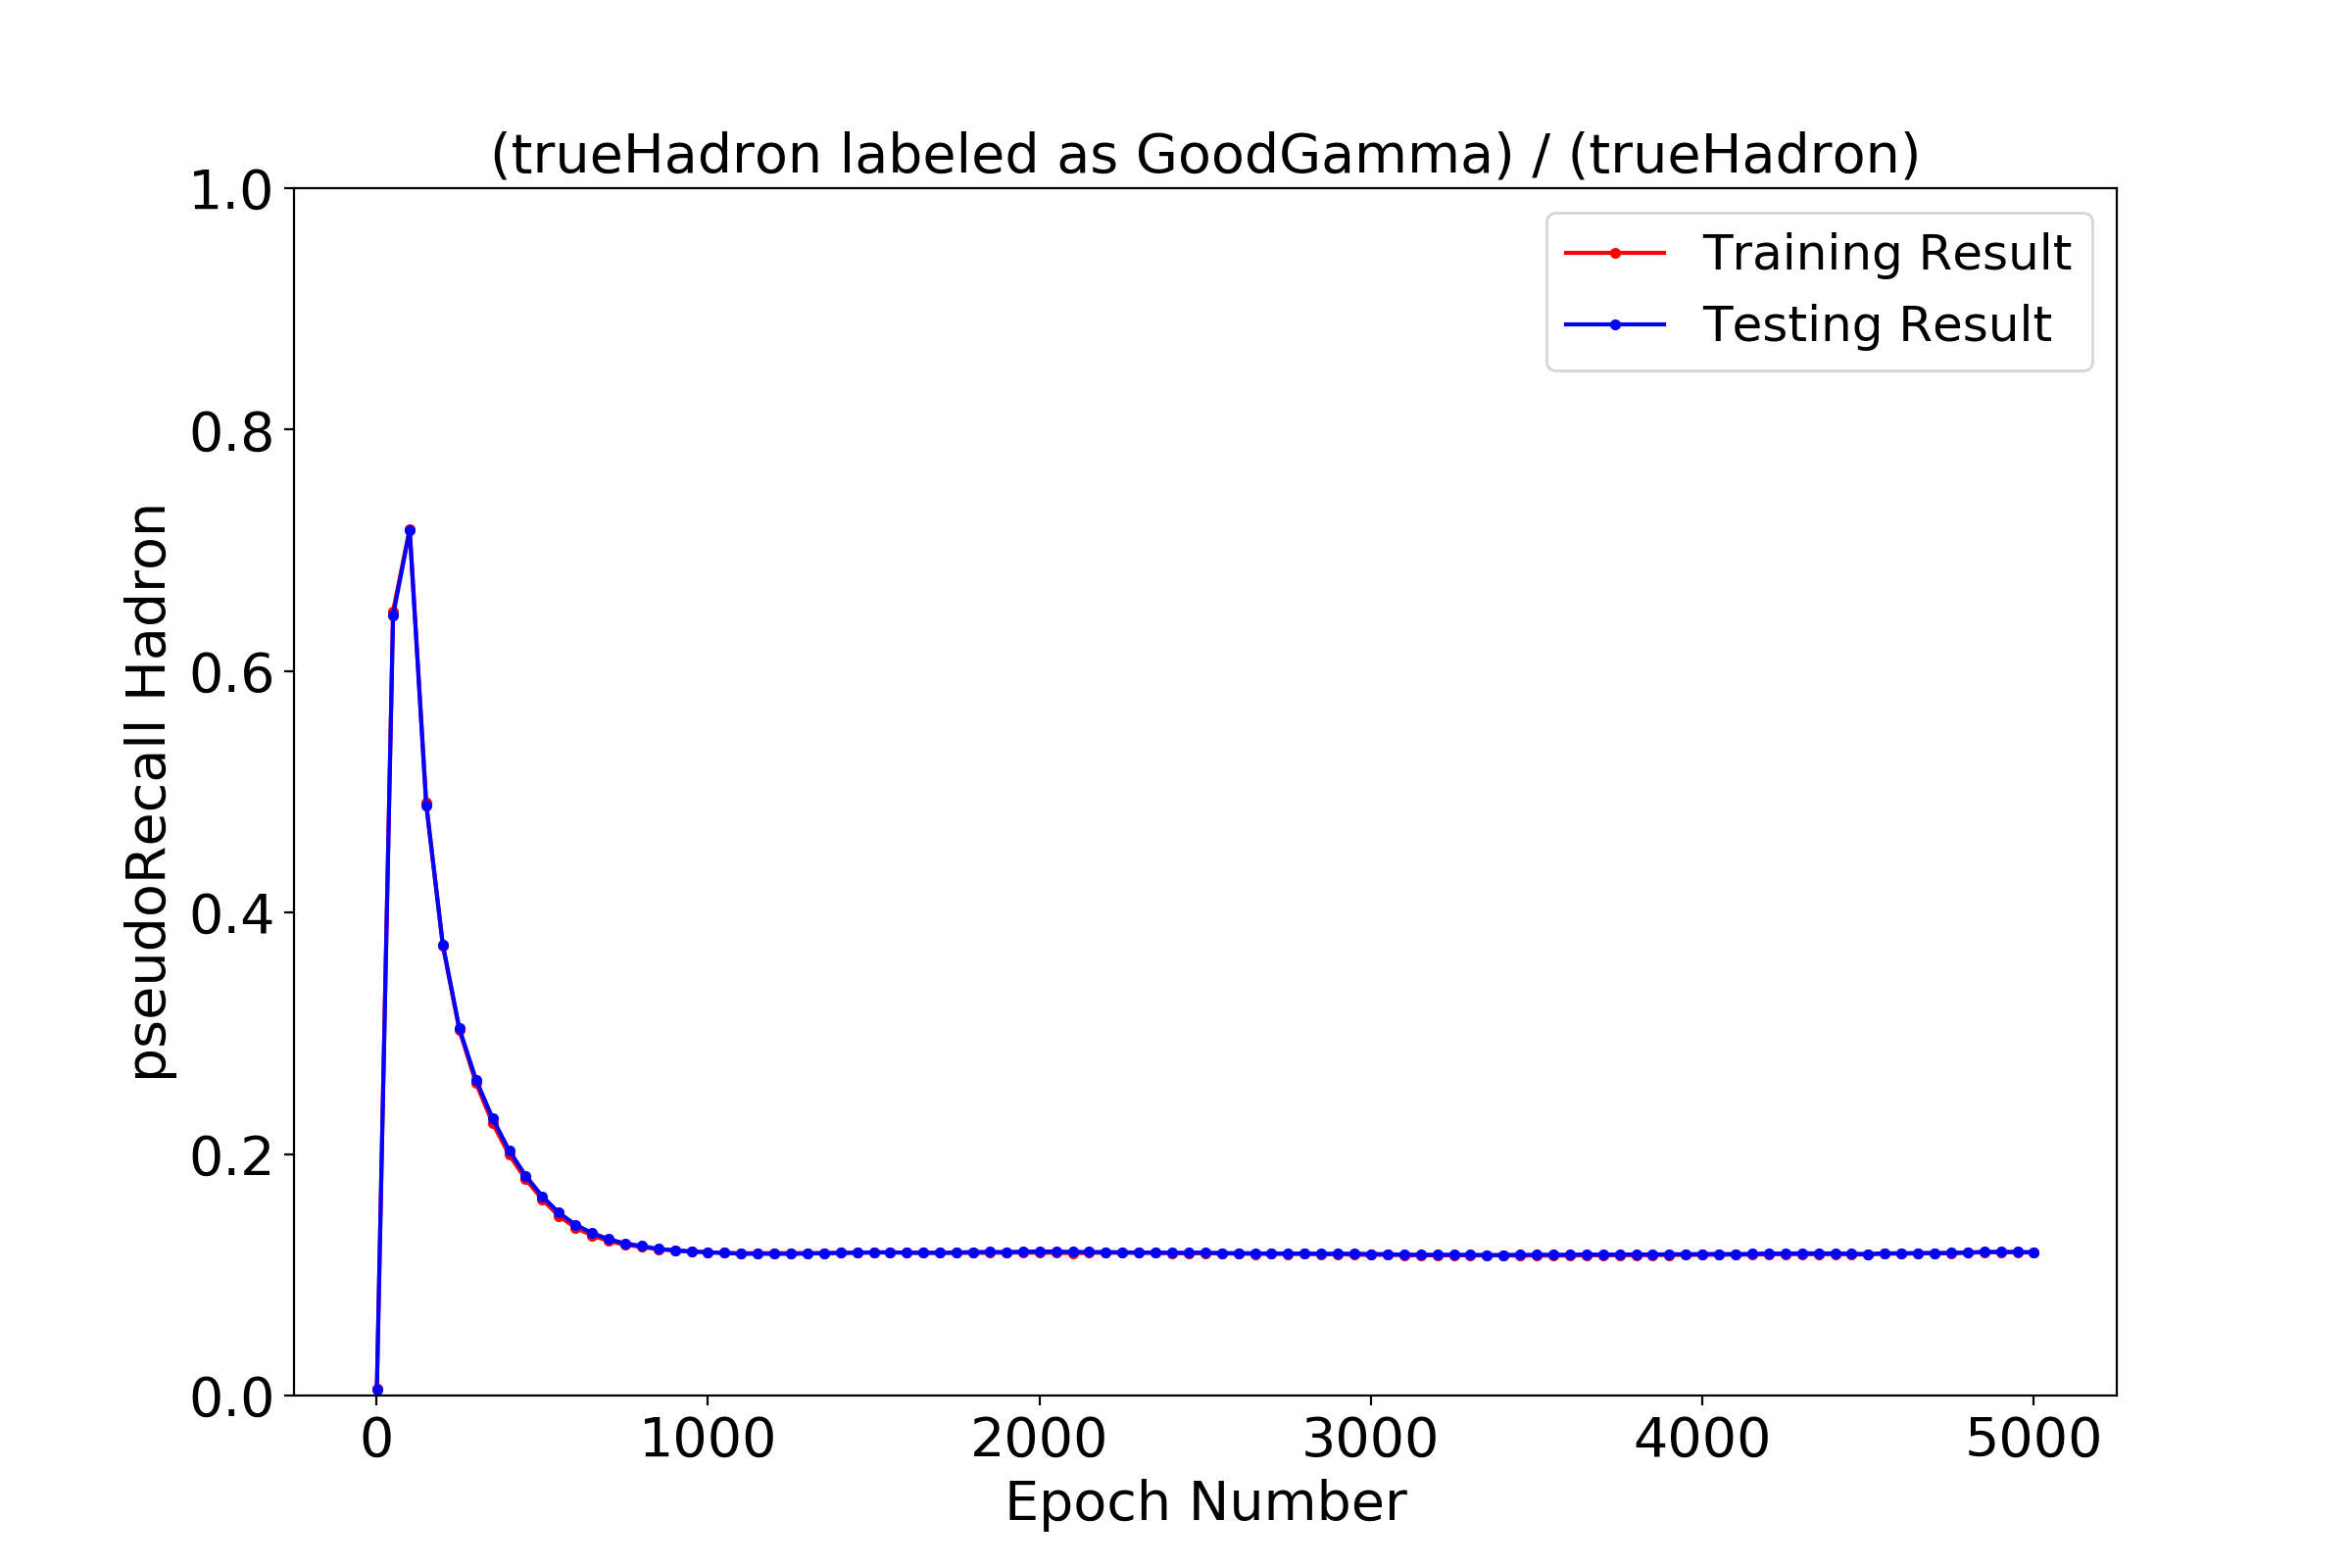 (trueHadron labeled as GoodGamma) / (trueHadron)
1.0
0.8
0.6
0.4
0.2
0.0
pseudoRecall Hadron
Training Result
Testing Result
0 1000 2000 3000 4000 5000
Epoch Number